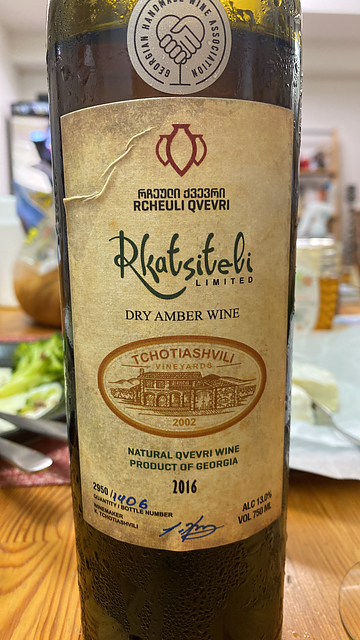 GEORGIAN HANDMADE WINE ASSOCIATION
ᲠᲩᲔᲣᲚᲘ ᲥᲕᲔᲕᲠᲘ
RCHEULI QVEVRI
Rkatsiteli
LIMITED
DRY AMBER WINE
TCHOTIASHVILI
VINEYARDS
2002
NATURAL QVEVRI WINE
PRODUCT OF GEORGIA
2016
2950 / 1406
QUANTITY / BOTTLE NUMBER
WINEMAKER
K. TCHOTIASHVILI
ALC 13.0%
VOL 750 ML